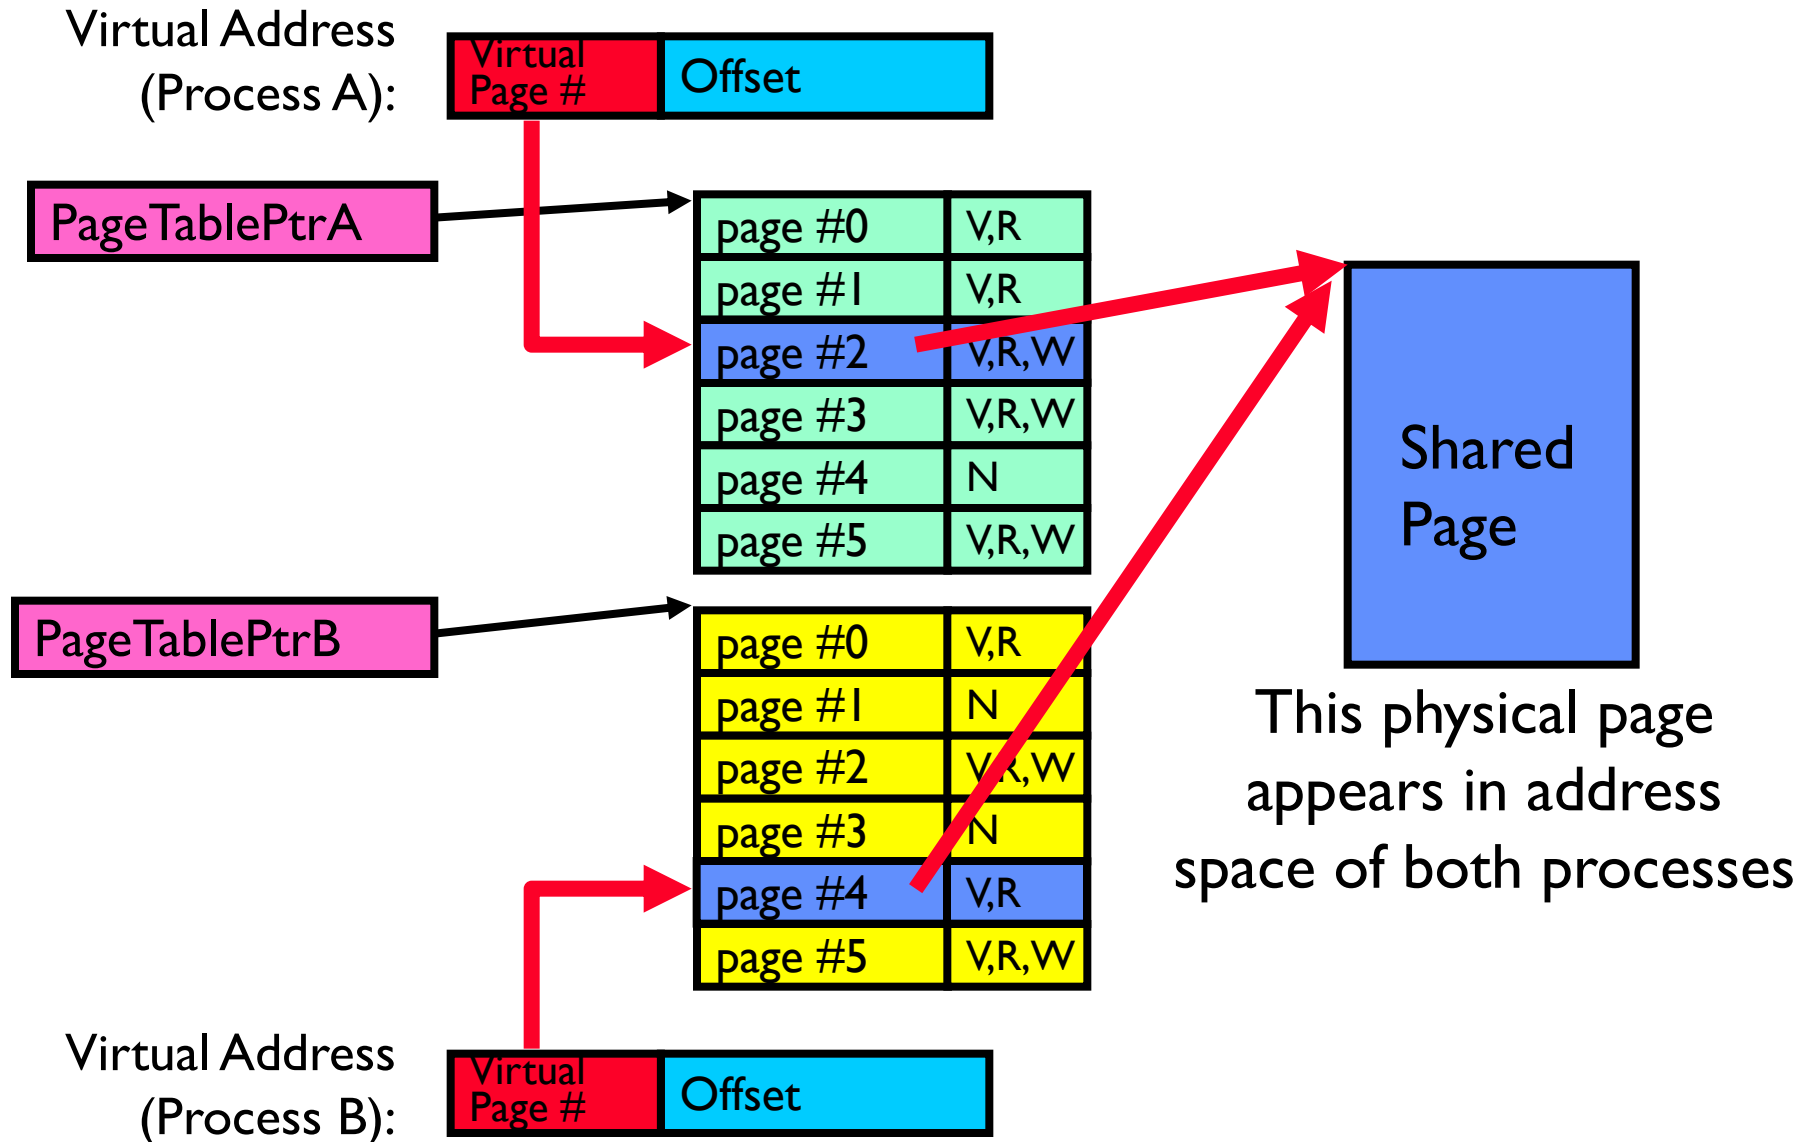 Virtual Address
(Process A):
Virtual
Page #
Offset
PageTablePtrA
page #0 V,R
page #1 V,R
page #2 V,R,W
page #3 V,R,W
page #4 N
page #5 V,R,W
Shared
Page
This physical page
appears in address
space of both processes
PageTablePtrB
page #0 V,R
page #1 N
page #2 V,R,W
page #3 N
page #4 V,R
page #5 V,R,W
Virtual Address
(Process B):
Virtual
Page #
Offset